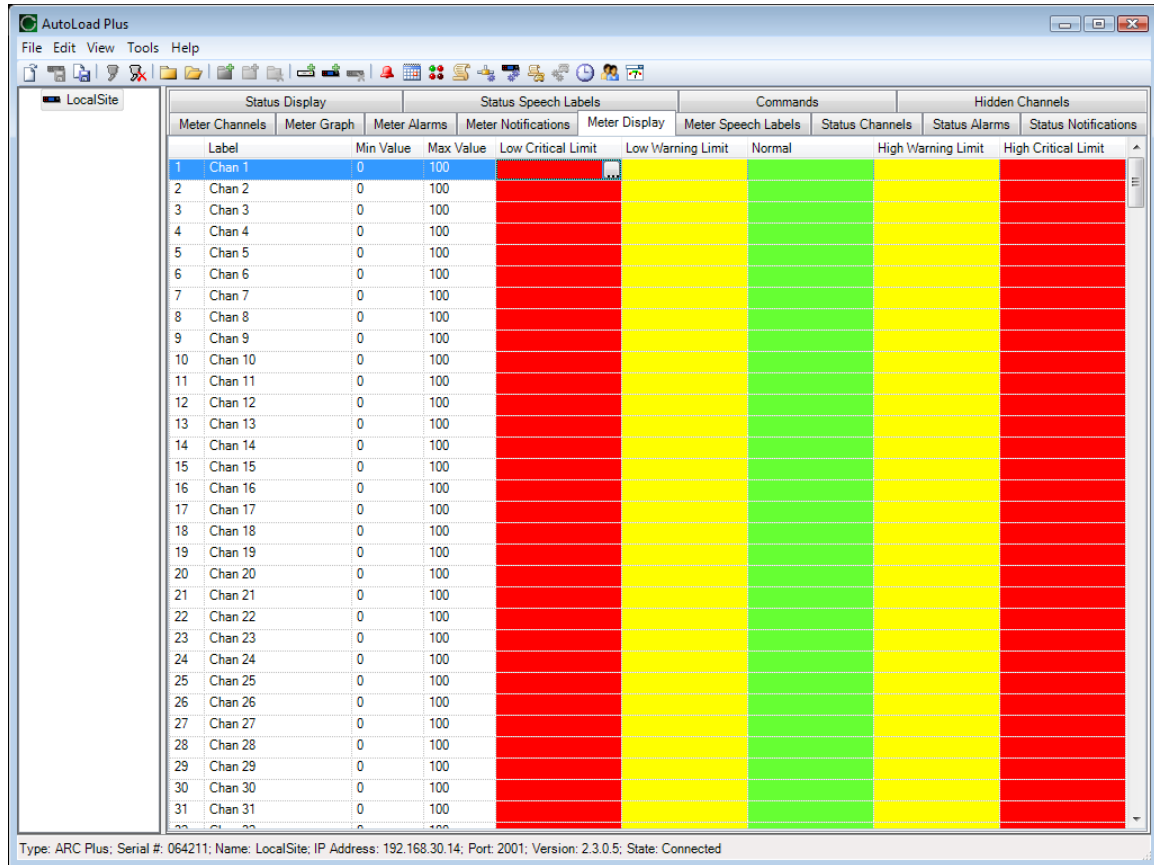 AutoLoad Plus
File Edit View Tools Help
LocalSite
Status Display Status Speech Labels Commands Hidden Channels
Meter Channels Meter Graph Meter Alarms Meter Notifications Meter Display Meter Speech Labels Status Channels Status Alarms Status Notifications
Label Min Value Max Value Low Critical Limit Low Warning Limit Normal High Warning Limit High Critical Limit
1 Chan 1 0 100 ...
2 Chan 2 0 100
3 Chan 3 0 100
4 Chan 4 0 100
5 Chan 5 0 100
6 Chan 6 0 100
7 Chan 7 0 100
8 Chan 8 0 100
9 Chan 9 0 100
10 Chan 10 0 100
11 Chan 11 0 100
12 Chan 12 0 100
13 Chan 13 0 100
14 Chan 14 0 100
15 Chan 15 0 100
16 Chan 16 0 100
17 Chan 17 0 100
18 Chan 18 0 100
19 Chan 19 0 100
20 Chan 20 0 100
21 Chan 21 0 100
22 Chan 22 0 100
23 Chan 23 0 100
24 Chan 24 0 100
25 Chan 25 0 100
26 Chan 26 0 100
27 Chan 27 0 100
28 Chan 28 0 100
29 Chan 29 0 100
30 Chan 30 0 100
31 Chan 31 0 100
Type: ARC Plus; Serial #: 064211; Name: LocalSite; IP Address: 192.168.30.14; Port: 2001; Version: 2.3.0.5; State: Connected